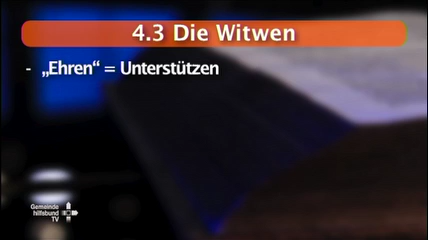 4.3 Die Witwen
- „Ehren“ = Unterstützen
Gemeinde
hilfsbund
TV